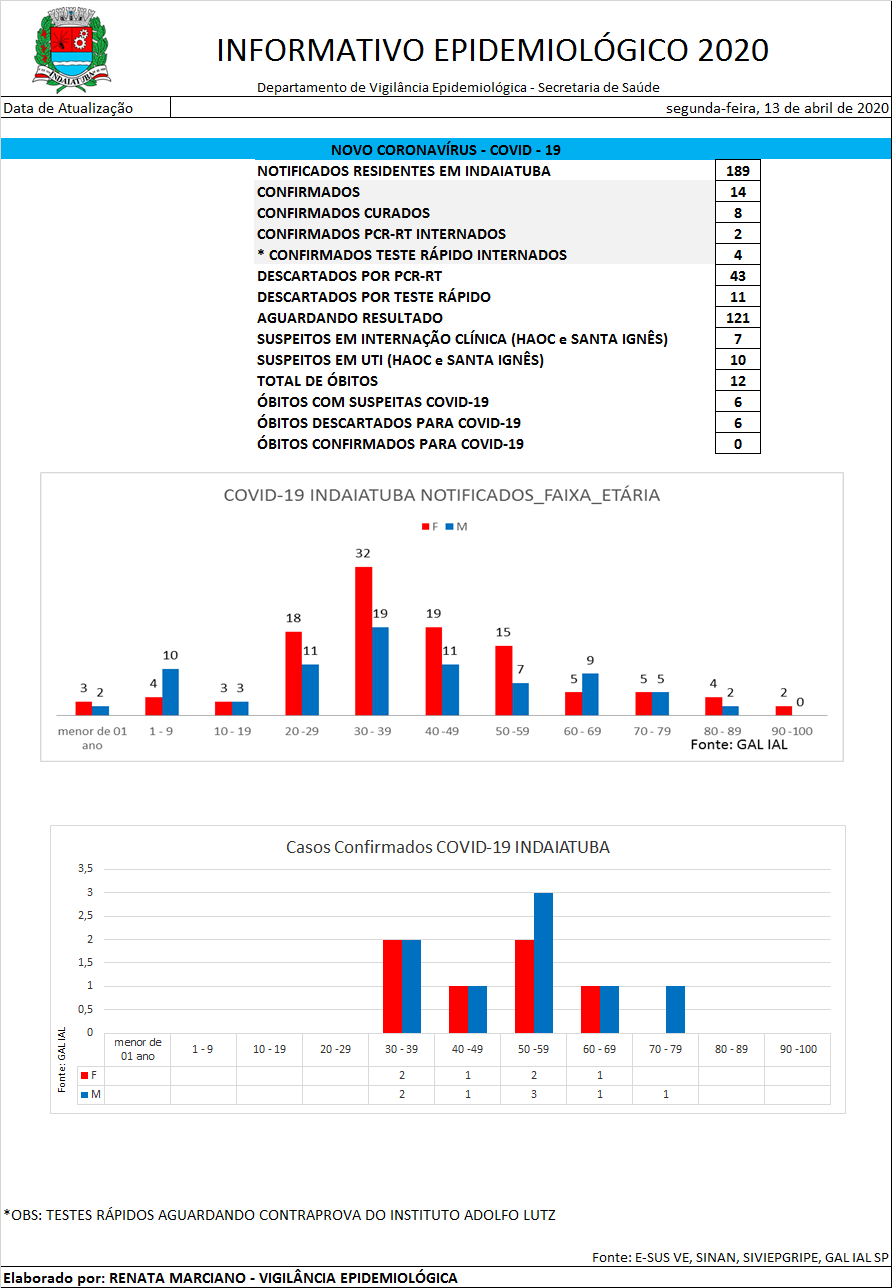 INDAIATUBA
INFORMATIVO EPIDEMIOLÓGICO 2020
Departamento de Vigilância Epidemiológica - Secretaria de Saúde
Data de Atualização segunda-feira, 13 de abril de 2020
NOVO CORONAVÍRUS - COVID - 19
NOTIFICADOS RESIDENTES EM INDAIATUBA 189
CONFIRMADOS 14
CONFIRMADOS CURADOS 8
CONFIRMADOS PCR-RT INTERNADOS 2
* CONFIRMADOS TESTE RÁPIDO INTERNADOS 4
DESCARTADOS POR PCR-RT 43
DESCARTADOS POR TESTE RÁPIDO 11
AGUARDANDO RESULTADO 121
SUSPEITOS EM INTERNAÇÃO CLÍNICA (HAOC e SANTA IGNÊS) 7
SUSPEITOS EM UTI (HAOC e SANTA IGNÊS) 10
TOTAL DE ÓBITOS 12
ÓBITOS COM SUSPEITAS COVID-19 6
ÓBITOS DESCARTADOS PARA COVID-19 6
ÓBITOS CONFIRMADOS PARA COVID-19 0
COVID-19 INDAIATUBA NOTIFICADOS_FAIXA_ETÁRIA
F M
3 2 4 10 3 3 18 11 32 19 19 11 15 7 5 9 5 5 4 2 2 0
menor de 01 1 - 9 10 - 19 20 -29 30 - 39 40 -49 50 -59 60 - 69 70 - 79 80 - 89 90 -100
ano
Fonte: GAL IAL
Casos Confirmados COVID-19 INDAIATUBA
3,5
3
2,5
2
1,5
1
0,5
0
menor de 1 - 9 10 - 19 20 -29 30 - 39 40 -49 50 -59 60 - 69 70 - 79 80 - 89 90 -100
01 ano
F 2 1 2 1
M 2 1 3 1 1
Fonte: GAL IAL
*OBS: TESTES RÁPIDOS AGUARDANDO CONTRAPROVA DO INSTITUTO ADOLFO LUTZ
Fonte: E-SUS VE, SINAN, SIVIEPGRIPE, GAL IAL SP
Elaborado por: RENATA MARCIANO - VIGILÂNCIA EPIDEMIOLÓGICA